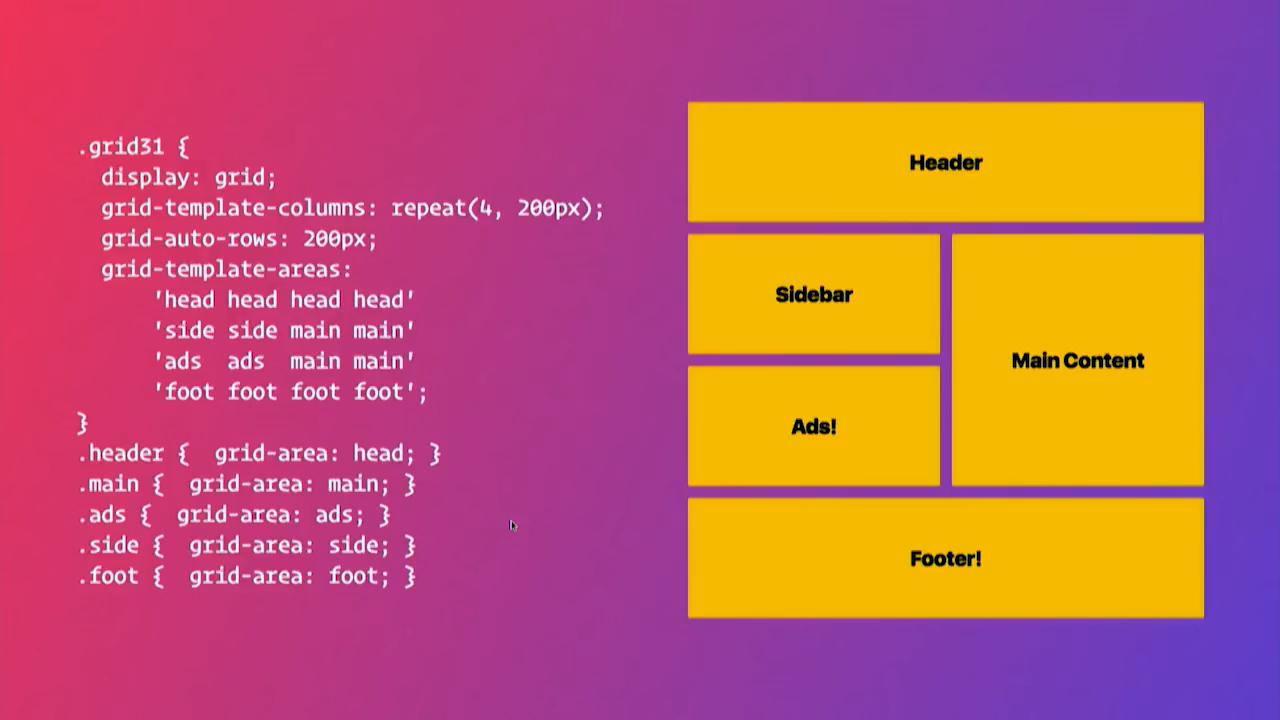 .grid31 {
display: grid;
grid-template-columns: repeat(4, 200px);
grid-auto-rows: 200px;
grid-template-areas:
'head head head head'
'side side main main'
'ads  ads  main main'
'foot foot foot foot';
}
.header {  grid-area: head; }
.main {  grid-area: main; }
.ads {  grid-area: ads; }
.side {  grid-area: side; }
.foot {  grid-area: foot; }
Header
Sidebar
Main Content
Ads!
Footer!